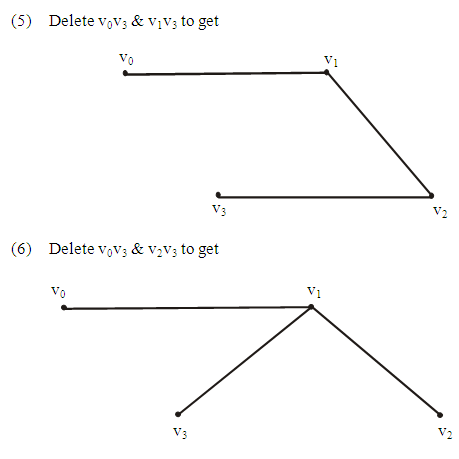 (5) Delete v₀v₃ & v₁v₃ to get
v₀ v₁
v₃ v₂
(6) Delete v₀v₃ & v₂v₃ to get
v₀ v₁
v₃ v₂